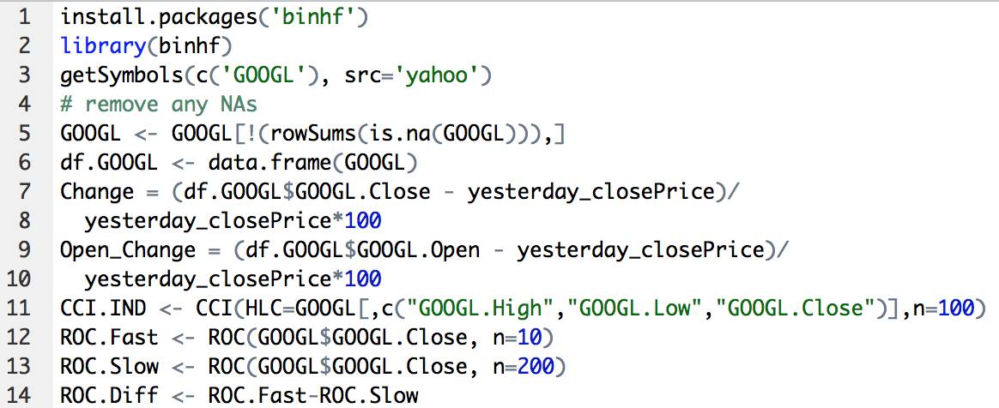 1 install.packages('binhf')
2 library(binhf)
3 getSymbols(c('GOOGL'), src='yahoo')
4 # remove any NAs
5 GOOGL <- GOOGL[!(rowSums(is.na(GOOGL))),]
6 df.GOOGL <- data.frame(GOOGL)
7 Change = (df.GOOGL$GOOGL.Close - yesterday_closePrice)/
8   yesterday_closePrice*100
9 Open_Change = (df.GOOGL$GOOGL.Open - yesterday_closePrice)/
10   yesterday_closePrice*100
11 CCI.IND <- CCI(HLC=GOOGL[,c("GOOGL.High","GOOGL.Low","GOOGL.Close")],n=100)
12 ROC.Fast <- ROC(GOOGL$GOOGL.Close, n=10)
13 ROC.Slow <- ROC(GOOGL$GOOGL.Close, n=200)
14 ROC.Diff <- ROC.Fast-ROC.Slow